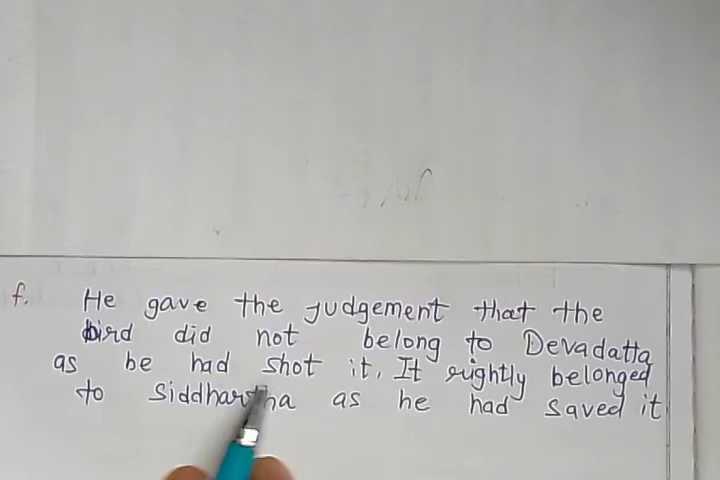 f. He gave the judgement that the
bird did not belong to Devadatta
as he had shot it. It rightly belonged
to Siddhartha as he had saved it